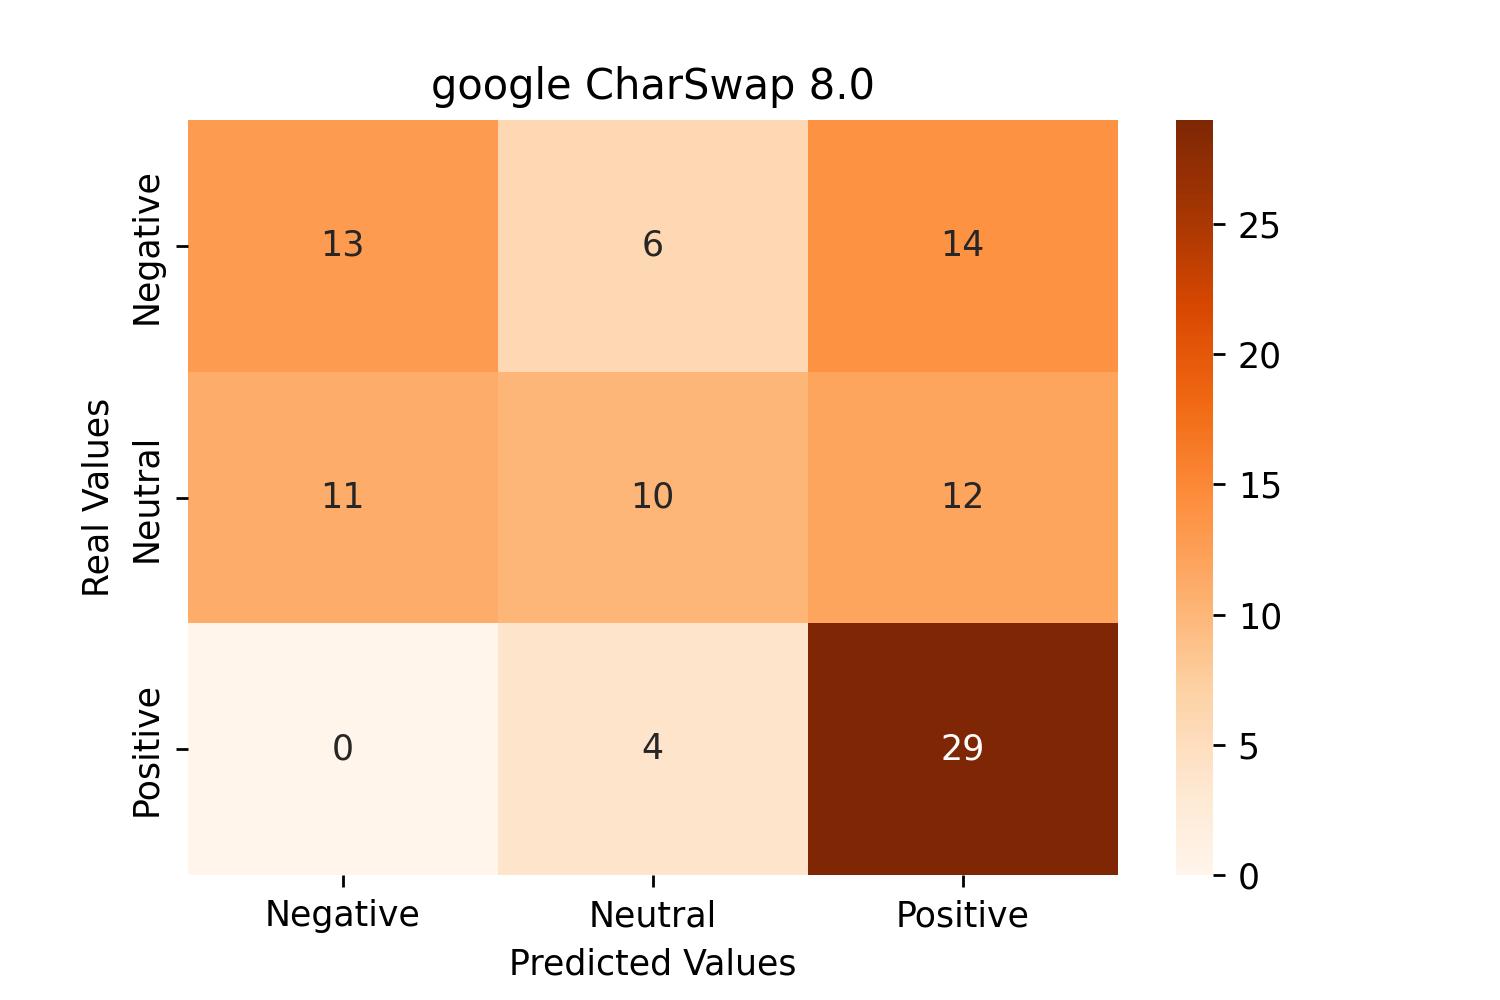 google CharSwap 8.0
Real Values
Negative
13 6 14
Neutral
11 10 12
Positive
0 4 29
Negative Neutral Positive
Predicted Values
25
20
15
10
5
0